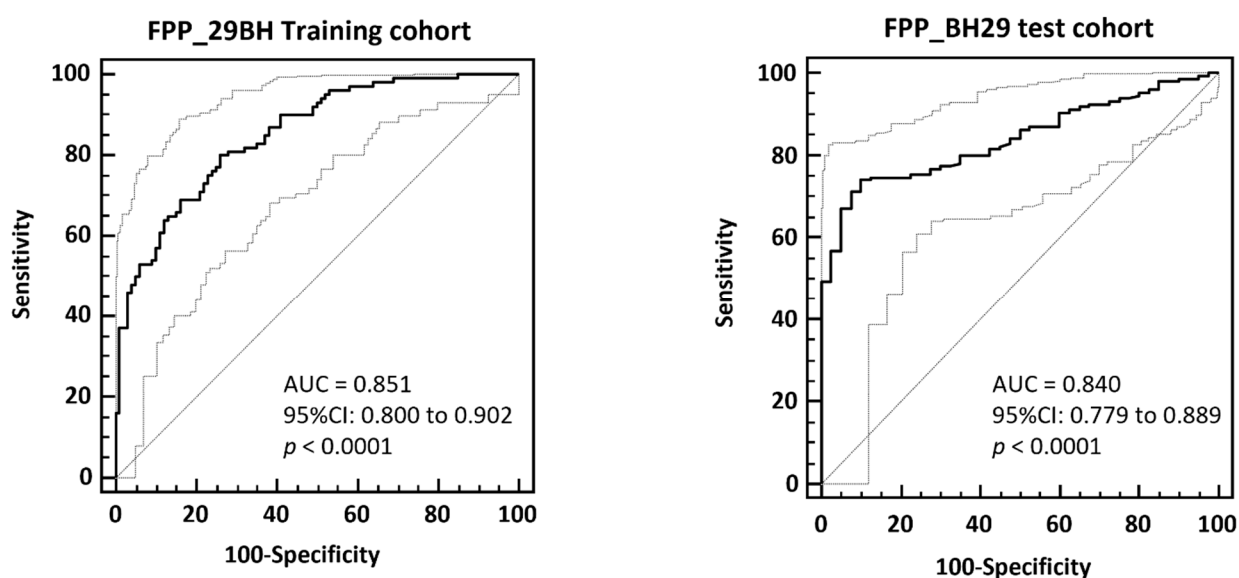 FPP_29BH Training cohort
100
80
60
40
20
0
Sensitivity
AUC = 0.851
95%CI: 0.800 to 0.902
p < 0.0001
0 20 40 60 80 100
100-Specificity
FPP_BH29 test cohort
100
80
60
40
20
0
Sensitivity
AUC = 0.840
95%CI: 0.779 to 0.889
p < 0.0001
0 20 40 60 80 100
100-Specificity